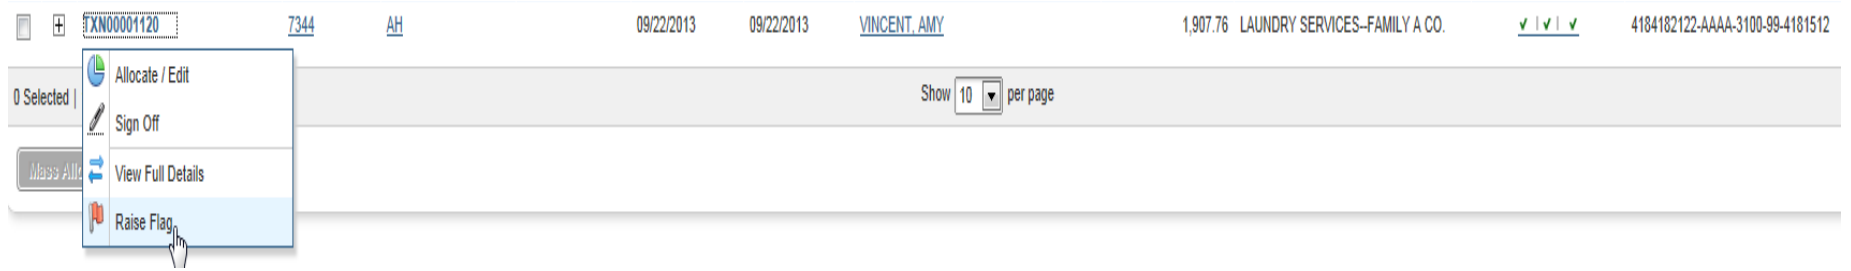 TXN00001120 7344 AH 09/22/2013 09/22/2013 VINCENT, AMY 1,907.76 LAUNDRY SERVICES--FAMILY A CO. 4184182122-AAAA-3100-99-4181512
Allocate / Edit
0 Selected | Show 10 per page
Sign Off
Mass All
View Full Details
Raise Flag